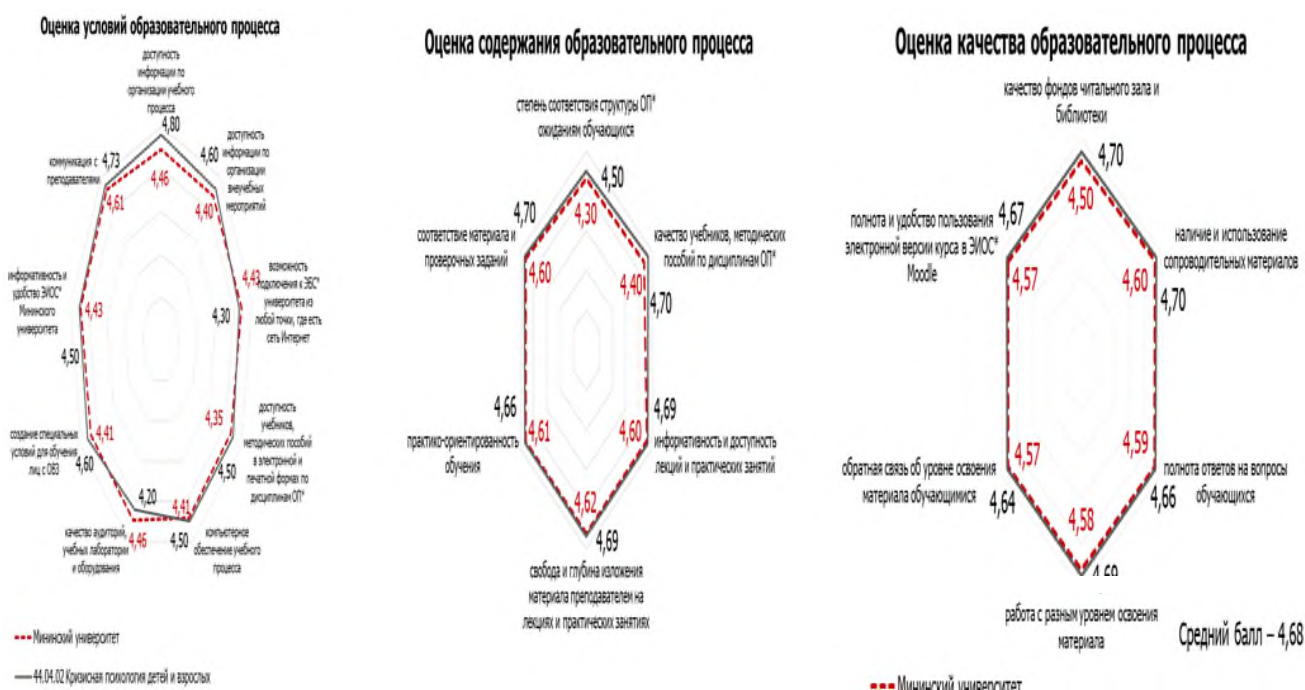 Оценка условий образовательного процесса
доступность
информации по
организации учебного
процесса
4,80
4,46
доступность
информации по
организации
внеучебных
мероприятий
4,60
4,40
возможность
подключения к ЭБС*
университета из
любой точки, где есть
сеть Интернет
4,43
4,30
доступность
учебников,
методических пособий
в электронной и
печатной формах по
дисциплинам ОП*
4,35
4,50
компьютерное
обеспечение учебного
процесса
4,41
4,50
качество аудиторий,
учебных лаборатории
и оборудования
4,20
4,46
создание специальных
условий для обучения
лиц с ОВЗ
4,41
4,60
информативность и
удобство ЭИОС*
Мининского
университета
4,43
4,50
коммуникация с
преподавателями
4,73
4,61
Мининский университет
44.04.02 Кризисная психология детей и взрослых
Оценка содержания образовательного процесса
степень соответствия структуры ОП*
ожиданиям обучающихся
4,50
4,30
качество учебников, методических
пособий по дисциплинам ОП*
4,40
4,70
4,69
4,60
информативность и доступность
лекций и практических занятий
4,62
4,69
свобода и глубина изложения
материала преподавателем на
лекциях и практических занятиях
4,66
4,61
практико-ориентированность
обучения
4,70
соответствие материала и
проверочных заданий
4,60
Оценка качества образовательного процесса
качество фондов читального зала и
библиотеки
4,70
4,50
наличие и использование
сопроводительных материалов
4,60
4,70
4,59
полнота ответов на вопросы
обучающихся
4,66
4,58
4,69
работа с разным уровнем освоения
материала
4,57
обратная связь об уровне освоения
материала обучающимися
4,64
4,67
полнота и удобство пользования
электронной версии курса в ЭИОС*
Moodle
4,57
Средний балл – 4,68
Мининский университет